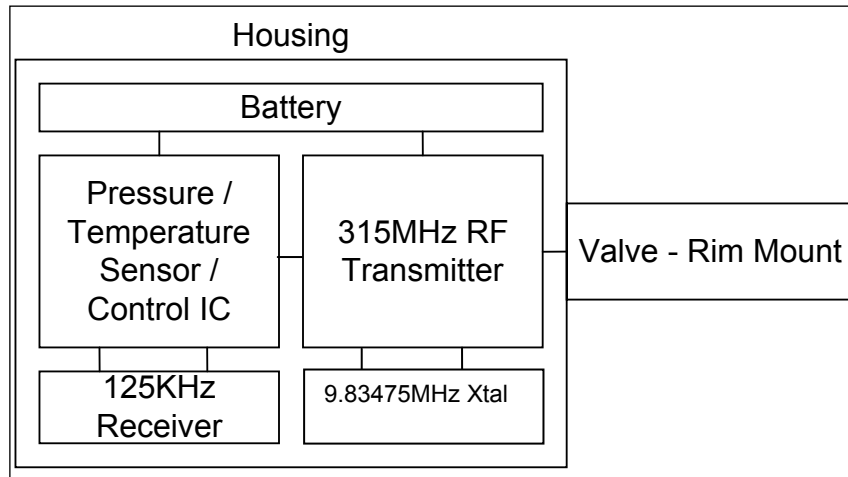 Housing
Battery
Pressure /
Temperature
Sensor /
Control IC
315MHz RF
Transmitter
Valve - Rim Mount
125KHz
Receiver
9.83475MHz Xtal